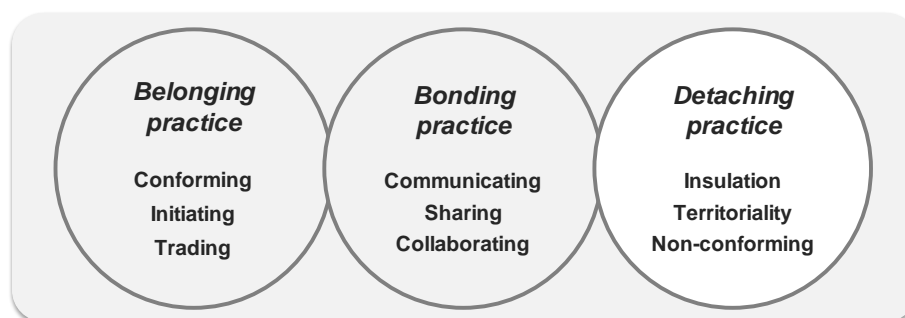 Belonging
practice
Conforming
Initiating
Trading
Bonding
practice
Communicating
Sharing
Collaborating
Detaching
practice
Insulation
Territoriality
Non-conforming